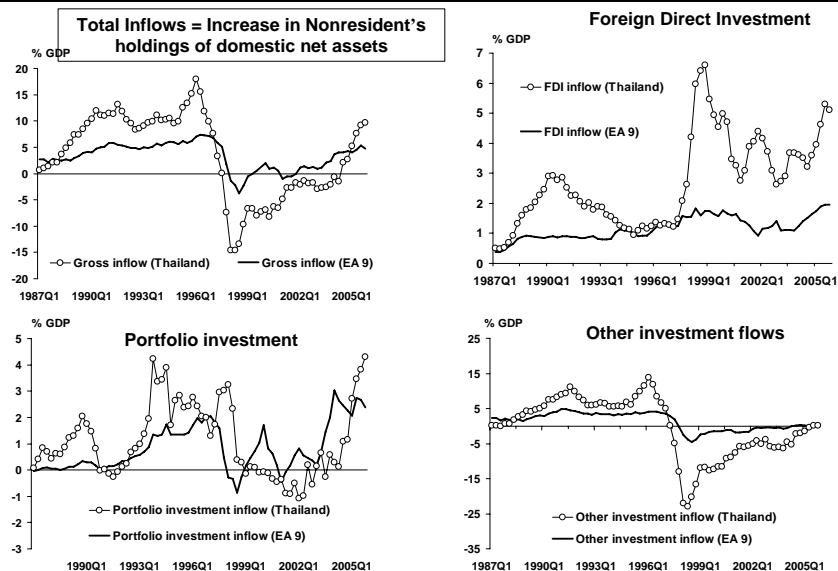 Total Inflows = Increase in Nonresident's
holdings of domestic net assets
% GDP
20
15
10
5
0
-5
-10
-15
-20
Gross inflow (Thailand)
Gross inflow (EA 9)
1987Q1 1990Q1 1993Q1 1996Q1 1999Q1 2002Q1 2005Q1
Foreign Direct Investment
% GDP
7
6
5
4
3
2
1
0
FDI inflow (Thailand)
FDI inflow (EA 9)
1987Q1 1990Q1 1993Q1 1996Q1 1999Q1 2002Q1 2005Q1
% GDP
Portfolio investment
5
4
3
2
1
0
-1
-2
-3
Portfolio investment inflow (Thailand)
Portfolio investment inflow (EA 9)
1990Q1 1993Q1 1996Q1 1999Q1 2002Q1 2005Q1
% GDP
Other investment flows
25
15
5
-5
-15
-25
-35
Other investment inflow (Thailand)
Other investment inflow (EA 9)
1987Q1 1990Q1 1993Q1 1996Q1 1999Q1 2002Q1 2005Q1